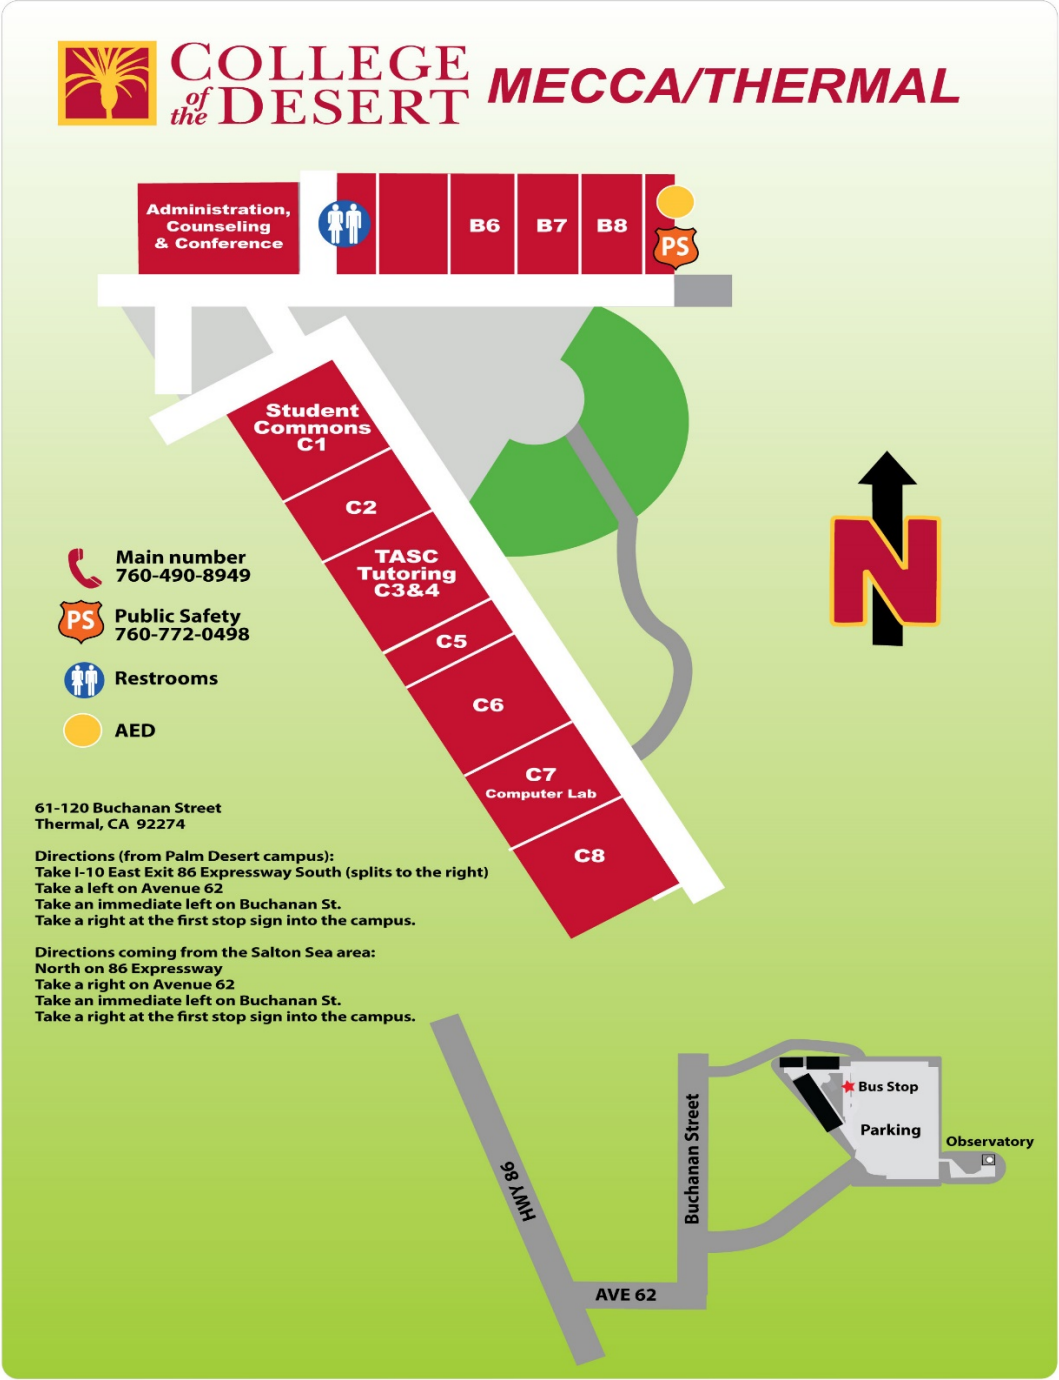 COLLEGE
of the DESERT
MECCA/THERMAL
Administration,
Counseling
& Conference
B6
B7
B8
PS
Student
Commons
C1
C2
TASC
Tutoring
C3&4
C5
C6
C7
Computer Lab
C8
N
Main number
760-490-8949
PS
Public Safety
760-772-0498
Restrooms
AED
61-120 Buchanan Street
Thermal, CA 92274
Directions (from Palm Desert campus):
Take I-10 East Exit 86 Expressway South (splits to the right)
Take a left on Avenue 62
Take an immediate left on Buchanan St.
Take a right at the first stop sign into the campus.
Directions coming from the Salton Sea area:
North on 86 Expressway
Take a right on Avenue 62
Take an immediate left on Buchanan St.
Take a right at the first stop sign into the campus.
HWY 86
AVE 62
Buchanan Street
Bus Stop
Parking
Observatory